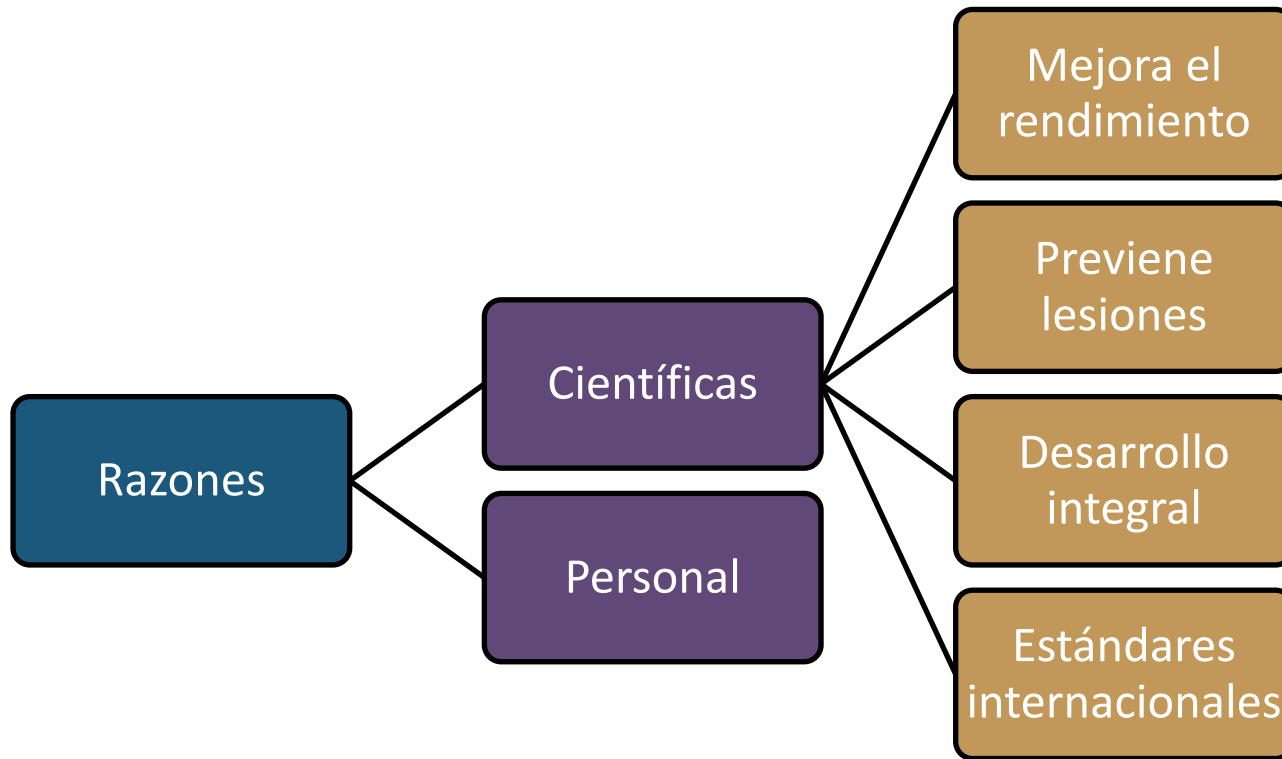 Razones
Científicas
Personal
Mejora el
rendimiento
Previene
lesiones
Desarrollo
integral
Estándares
internacionales